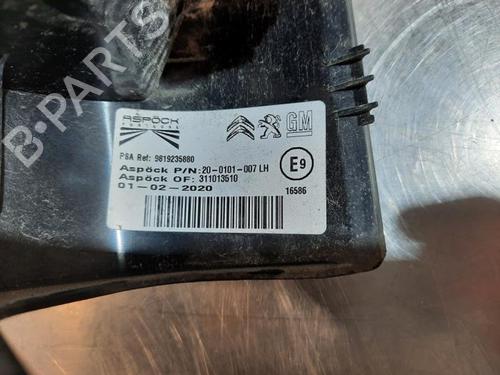 B-PARTS
ASPÖCK
PORTUGAL
GM
PSA Ref: 9819235880
Aspöck P/N:20-0101-007 LH
Aspöck OF: 311013510
01-02-2020
E9
16586